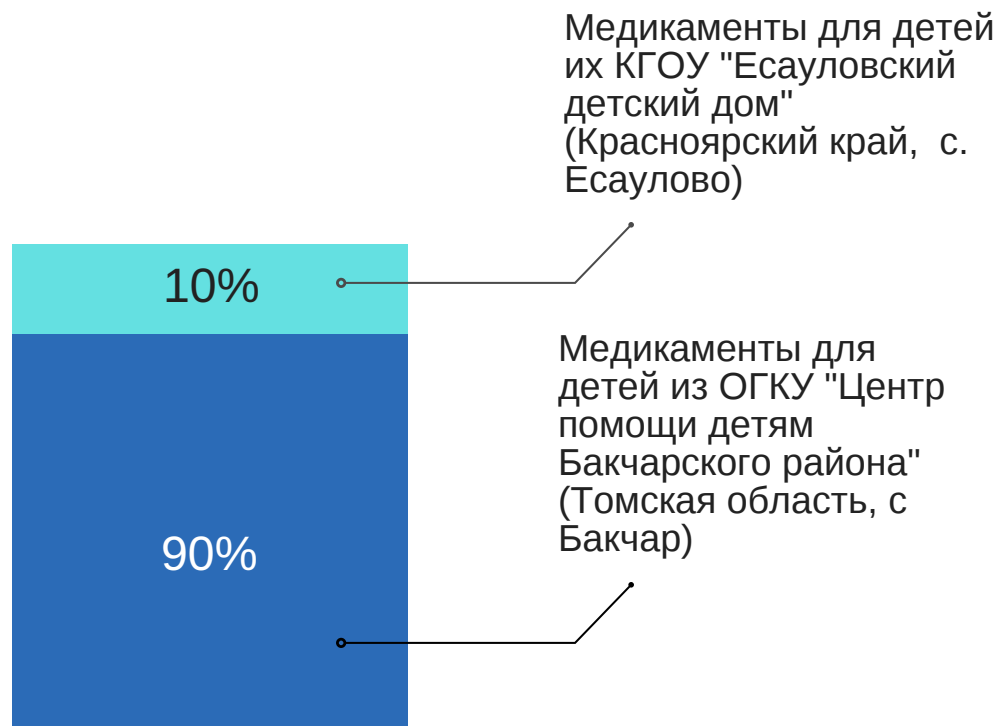 Медикаменты для детей
их КГОУ "Есауловский
детский дом"
(Красноярский край,  с.
Есаулово)
10%
Медикаменты для
детей из ОГКУ "Центр
помощи детям
Бакчарского района"
(Томская область, с
Бакчар)
90%